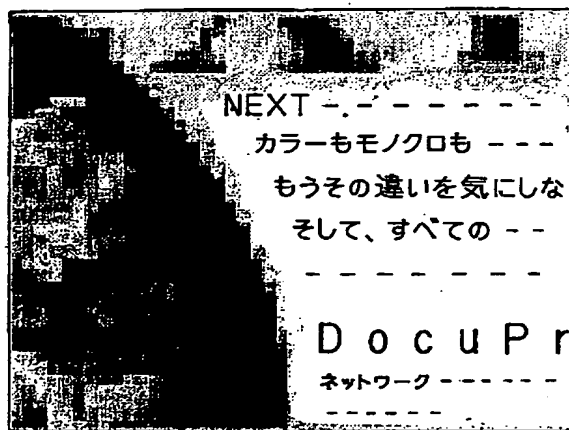 NEXT - - - - - - -
カラーもモノクロも - - -
もうその違いを気にしな
そして、すべての - -
- - - - - - -
DocuPr
ネットワーク - - - - - -
- - - - - -